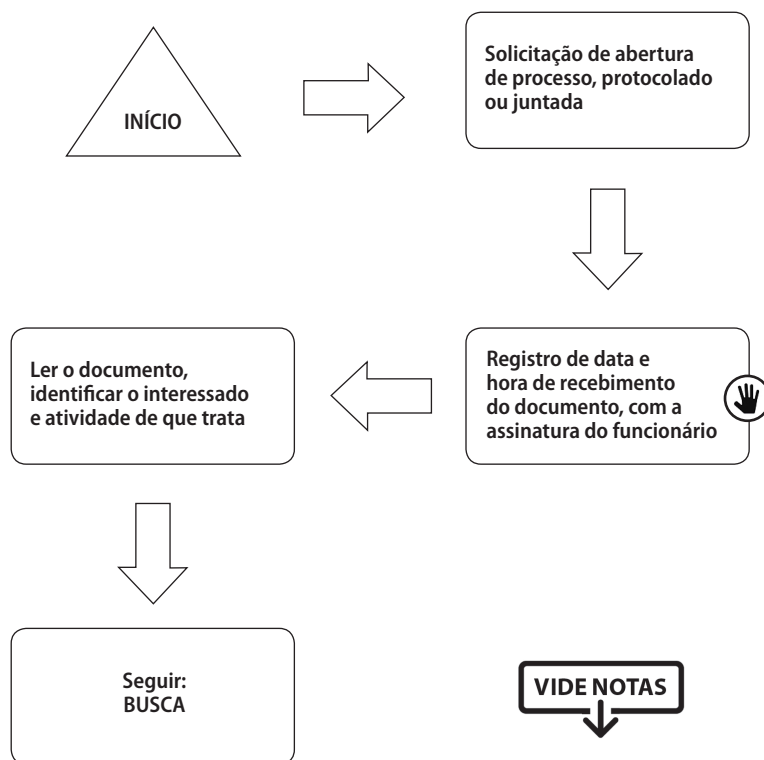 INÍCIO
Solicitação de abertura
de processo, protocolado
ou juntada
Registro de data e
hora de recebimento
do documento, com a
assinatura do funcionário
Ler o documento,
identificar o interessado
e atividade de que trata
Seguir:
BUSCA
VIDE NOTAS